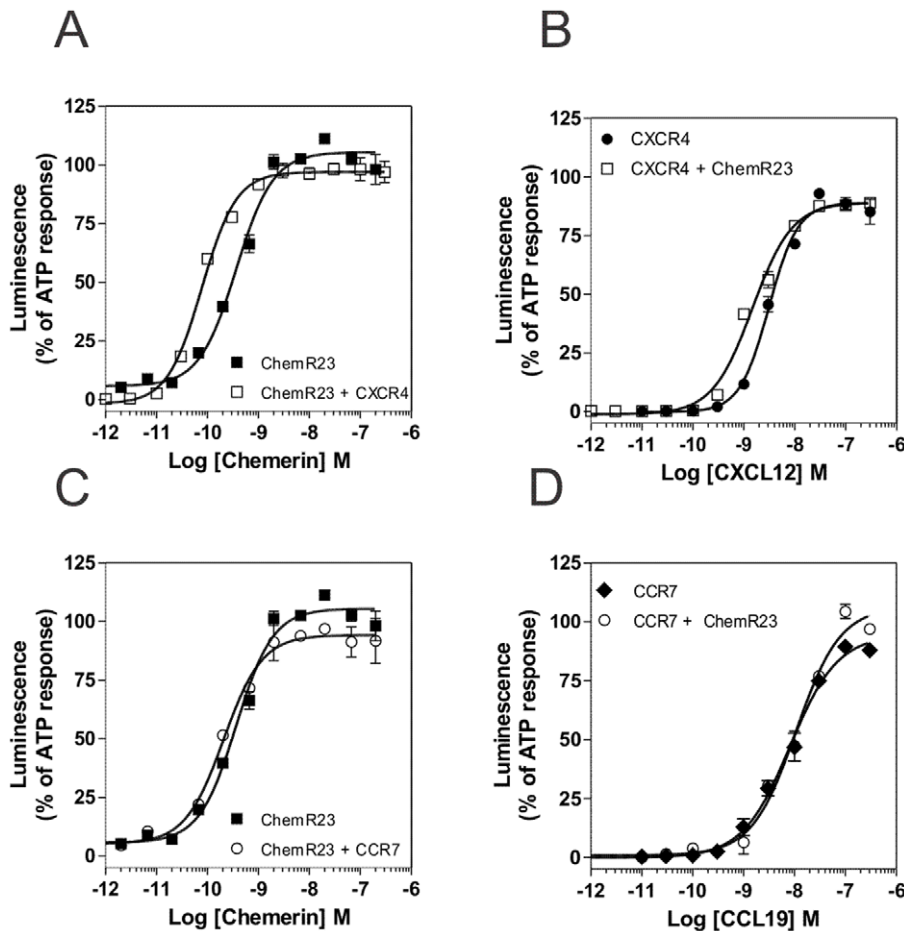 A
Luminescence
(% of ATP response)
125
100
75
50
25
0
ChemR23
ChemR23 + CXCR4
-12 -11 -10 -9 -8 -7 -6
Log [Chemerin] M
B
Luminescence
(% of ATP response)
125
100
75
50
25
0
CXCR4
CXCR4 + ChemR23
-12 -11 -10 -9 -8 -7 -6
Log [CXCL12] M
C
Luminescence
(% of ATP response)
125
100
75
50
25
0
ChemR23
ChemR23 + CCR7
-12 -11 -10 -9 -8 -7 -6
Log [Chemerin] M
D
Luminescence
(% of ATP response)
125
100
75
50
25
0
CCR7
CCR7 + ChemR23
-12 -11 -10 -9 -8 -7 -6
Log [CCL19] M